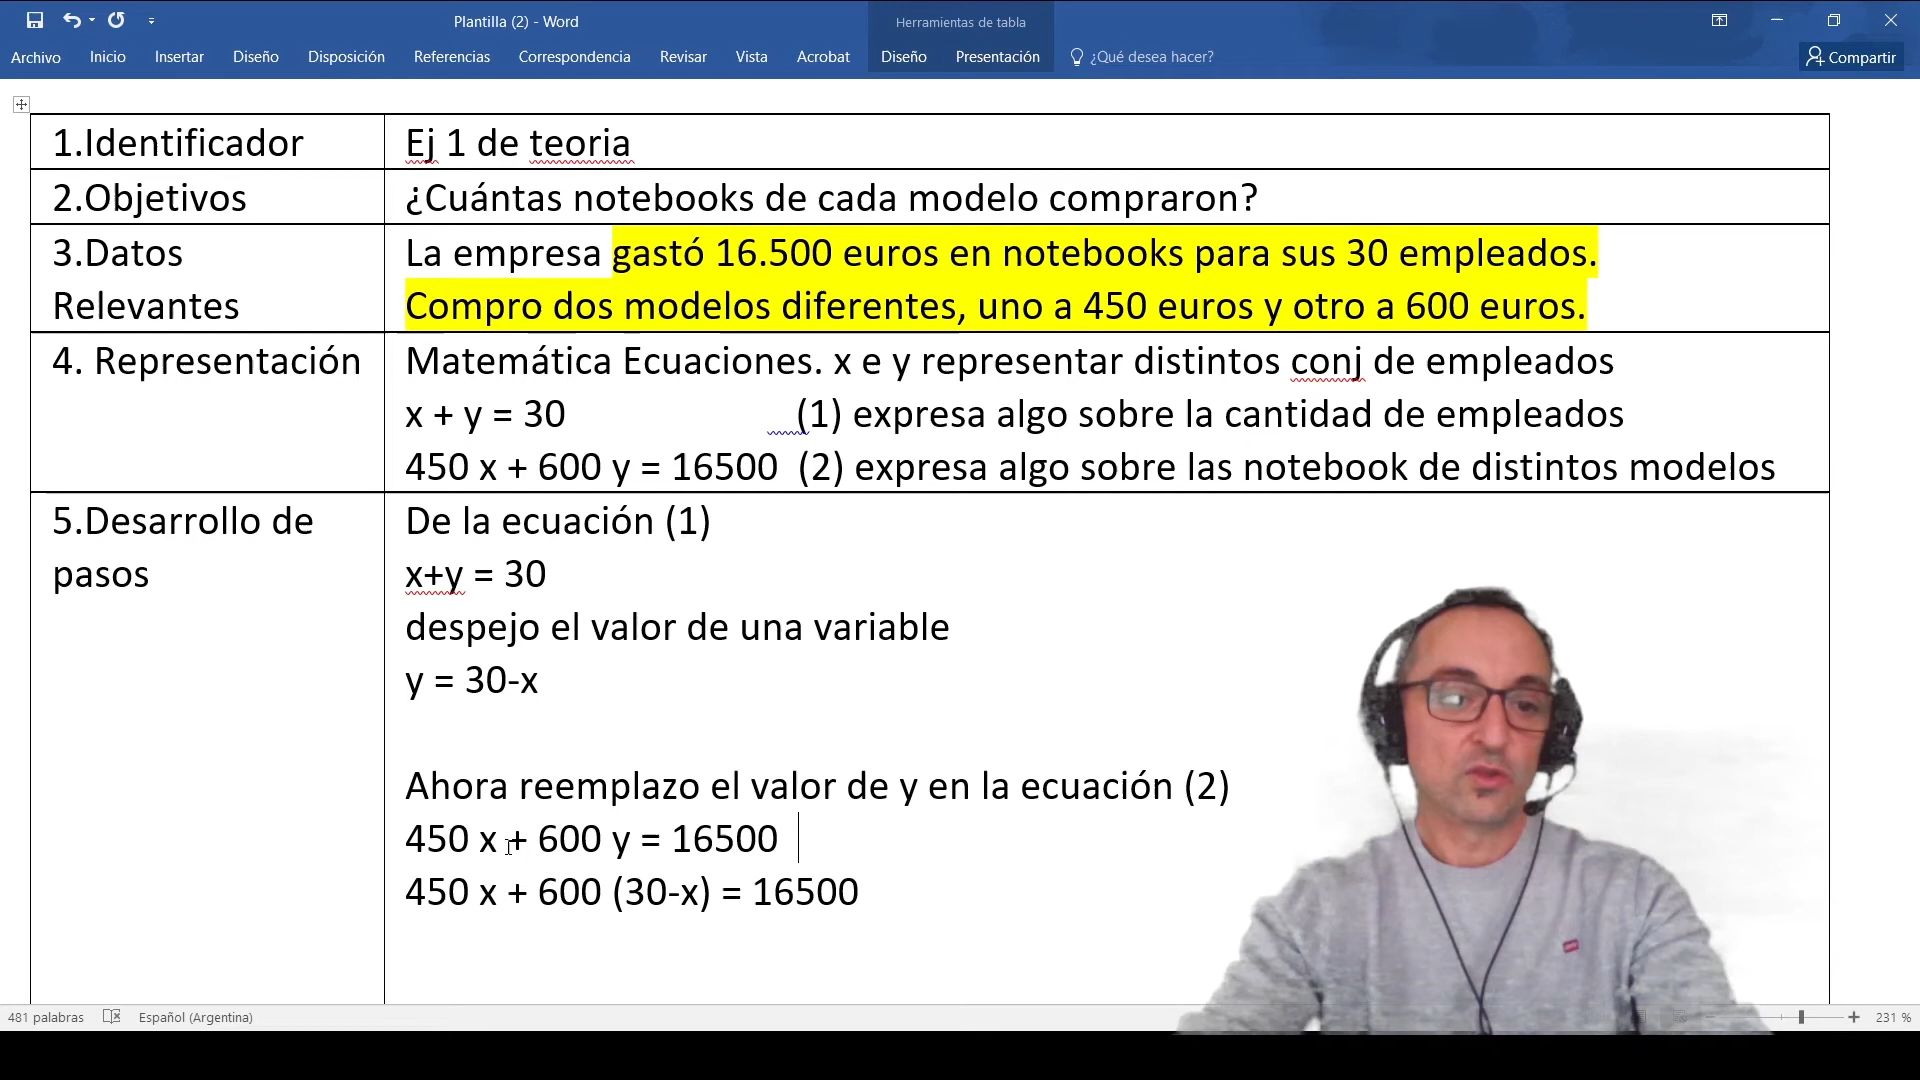 Plantilla (2) - Word
Herramientas de tabla
Archivo Inicio Insertar Diseño Disposición Referencias Correspondencia Revisar Vista Acrobat Diseño Presentación ¿Qué desea hacer? Compartir
1.Identificador Ej 1 de teoria
2.Objetivos ¿Cuántas notebooks de cada modelo compraron?
3.Datos La empresa gastó 16.500 euros en notebooks para sus 30 empleados.
Relevantes Compro dos modelos diferentes, uno a 450 euros y otro a 600 euros.
4. Representación Matemática Ecuaciones. x e y representar distintos conj de empleados
x + y = 30 (1) expresa algo sobre la cantidad de empleados
450 x + 600 y = 16500 (2) expresa algo sobre las notebook de distintos modelos
5.Desarrollo de De la ecuación (1)
pasos x+y = 30
despejo el valor de una variable
y = 30-x
Ahora reemplazo el valor de y en la ecuación (2)
450 x + 600 y = 16500
450 x + 600 (30-x) = 16500
481 palabras Español (Argentina) 231 %